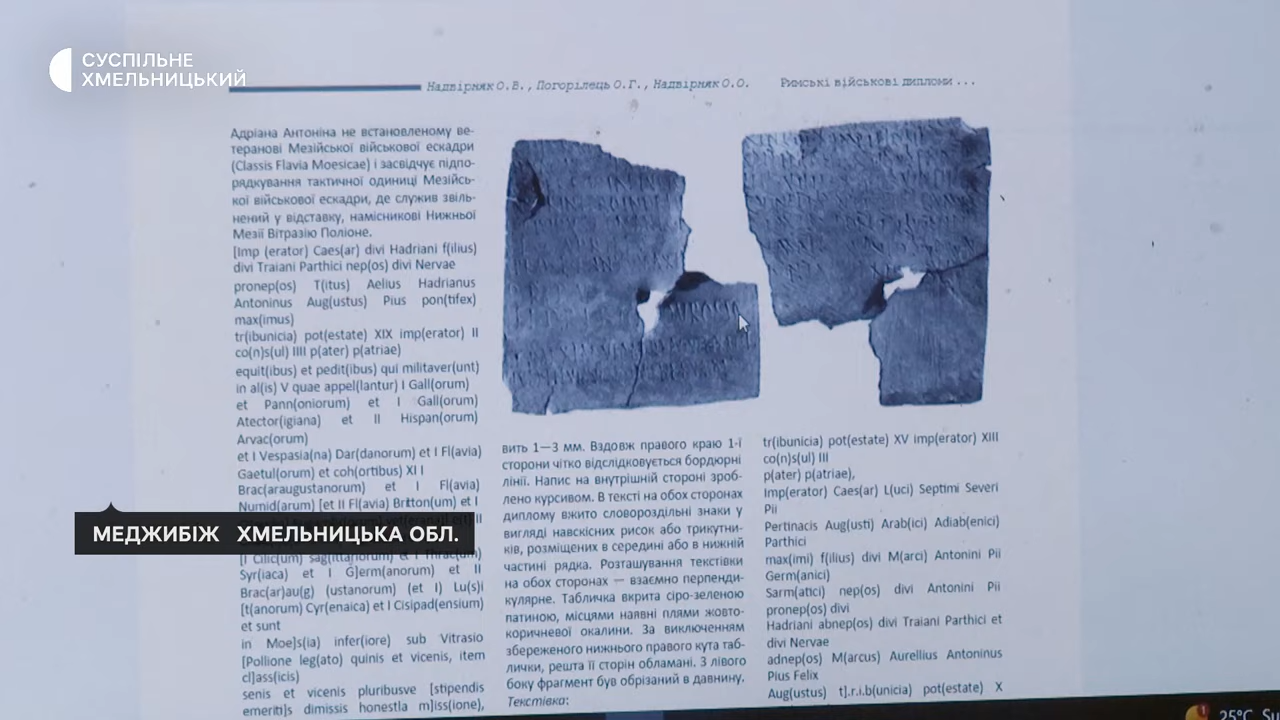 СУСПІЛЬНЕ
ХМЕЛЬНИЦЬКИЙ
Надвірняк О.В., Погорілець О.Г., Надвірняк О.О. Римські військові дипломи ...
Адріана Антоніна не встановленому ве-
теранові Мезійської військової ескадри
(Classis Flavia Moesicae) і засвідчує підпо-
рядкування тактичної одиниці Мезійсь-
кої військової ескадри, де служив звіль-
нений у відставку, намісникові Нижньої
Мезії Вітразію Поліоне.
[Imp (erator) Caes(ar) divi Hadriani f(ilius)
divi Traiani Parthici nep(os) divi Nervae
pronep(os) T(itus) Aelius Hadrianus
Antoninus Aug(ustus) Pius pon(tifex)
max(imus)
tr(ibunicia) pot(estate) XIX imp(erator) II
co(n)s(ul) IIII p(ater) p(atriae)
equit(ibus) et pedit(ibus) qui militaver(unt)
in al(is) V quae appel(lantur) I Gall(orum)
et Pann(oniorum) et I Gall(orum)
Atector(igiana) et II Hispan(orum)
Arvac(orum)
et I Vespasia(na) Dar(danorum) et I Fl(avia)
Gaetul(orum) et coh(ortibus) XI I
Brac(araugustanorum) et I Fl(avia)
Numid(arum) [et II Fl(avia) Britton(um) et I
II
[I Cilic(um) sag(ittariorum) et I Thrac(um)
Syr(iaca) et I G]erm(anorum) et II
Brac(ar)au(g) (ustanorum) (et I) Lu(s)i
[t(anorum) Cyr(enaica) et I Cisipad(ensium)
et sunt
in Moe]s(ia) infer(iore) sub Vitrasio
[Pollione leg(ato) quinis et vicenis, item
cl]ass(icis)
senis et vicenis pluribusve [stipendis
emeriti]s dimissis honestla m]iss(ione),
вить 1—3 мм. Вздовж правого краю 1-ї
сторони чітко відслідковується бордюрні
лінії. Напис на внутрішній стороні зроб-
лено курсивом. В тексті на обох сторонах
диплому вжито словороздільні знаки у
вигляді навскісних рисок або трикутни-
ків, розміщених в середині або в нижній
частині рядка. Розташування текстівки
на обох сторонах — взаємно перпенди-
кулярне. Табличка вкрита сіро-зеленою
патиною, місцями наявні плями жовто-
коричневої окалини. За виключенням
збереженого нижнього правого кута таб-
лички, решта її сторін обламані. З лівого
боку фрагмент був обрізаний в давнину.
Текстівка:
tr(ibunicia) pot(estate) XV imp(erator) XIII
co(n)s(ul) III
p(ater) p(atriae),
Imp(erator) Caes(ar) L(uci) Septimi Severi
Pii
Pertinacis Aug(usti) Arab(ici) Adiab(enici)
Parthici
max(imi) f(ilius) divi M(arci) Antonini Pii
Germ(anici)
Sarm(atici) nep(os) divi Antonini Pii
pronep(os) divi
Hadriani abnep(os) divi Traiani Parthici et
divi Nervae
adnep(os) M(arcus) Aurellius Antoninus
Pius Felix
Aug(ustus) t].r.i.b(unicia) pot(estate) X
МЕДЖИБІЖ ХМЕЛЬНИЦЬКА ОБЛ.
25°C